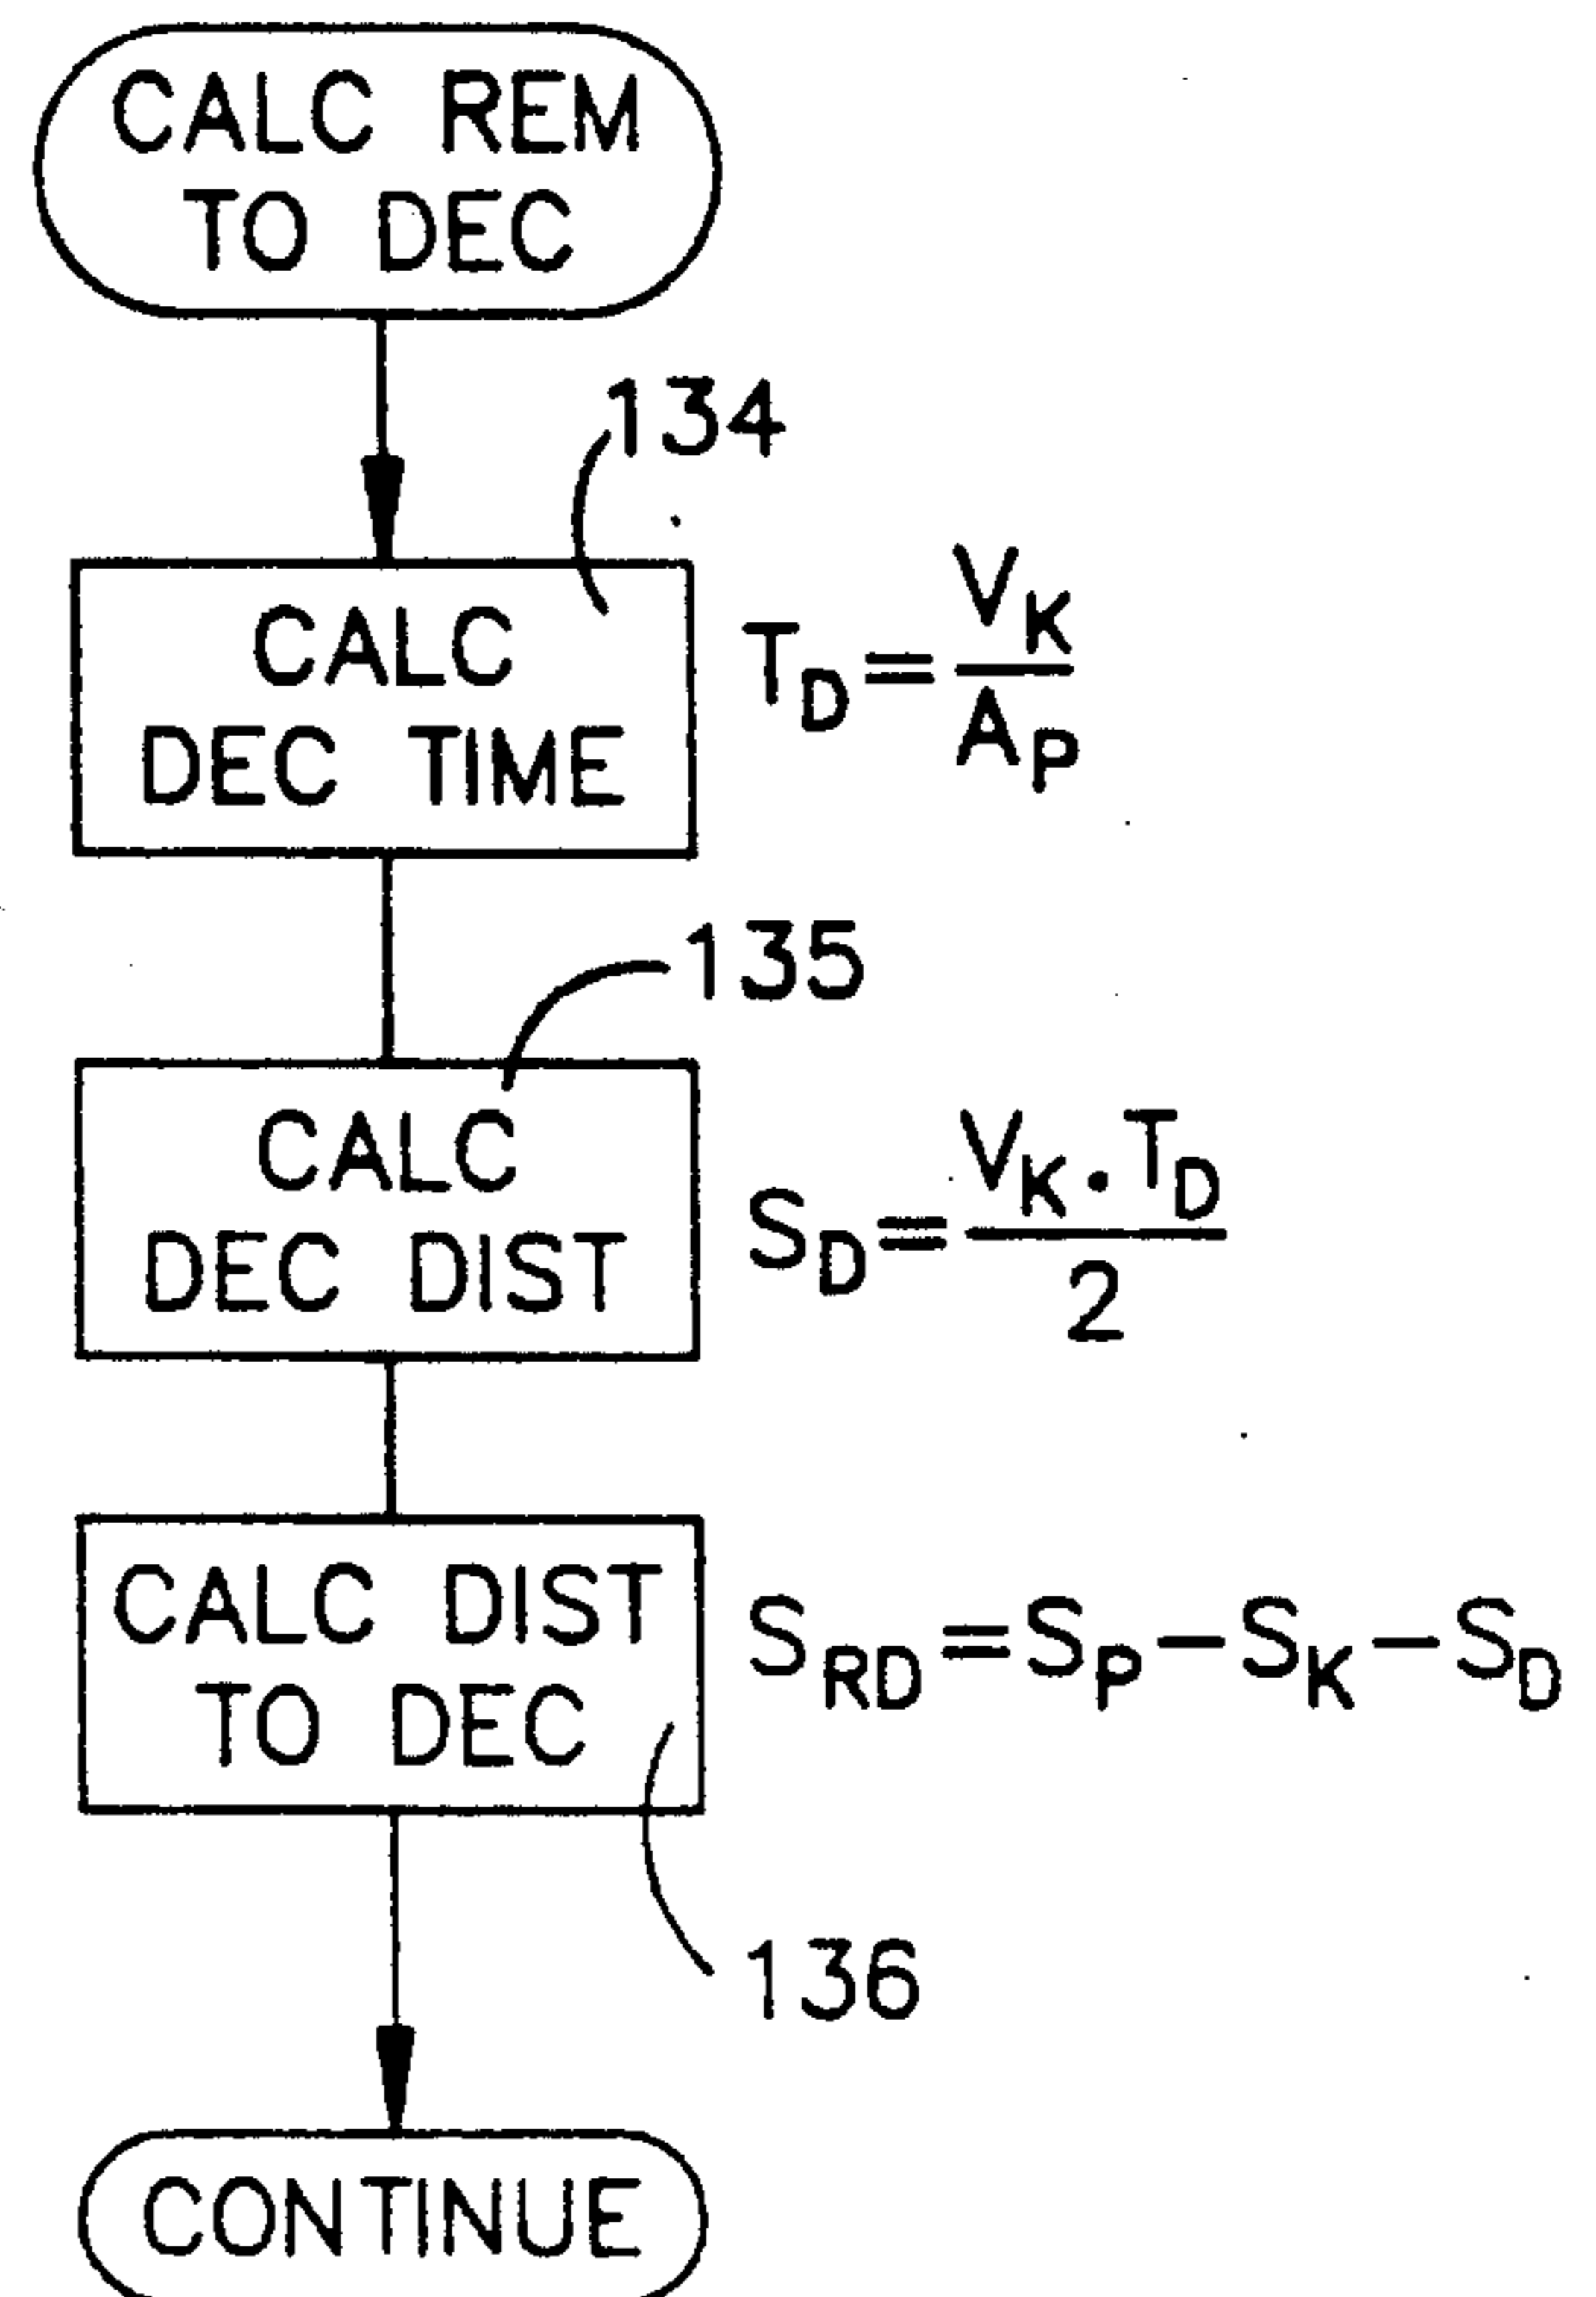 CALC REM
TO DEC
134
CALC
DEC TIME
T_D = V_K / A_P
135
CALC
DEC DIST
S_D = V_K . T_D / 2
CALC DIST
TO DEC
S_RD = S_P - S_K - S_D
136
CONTINUE